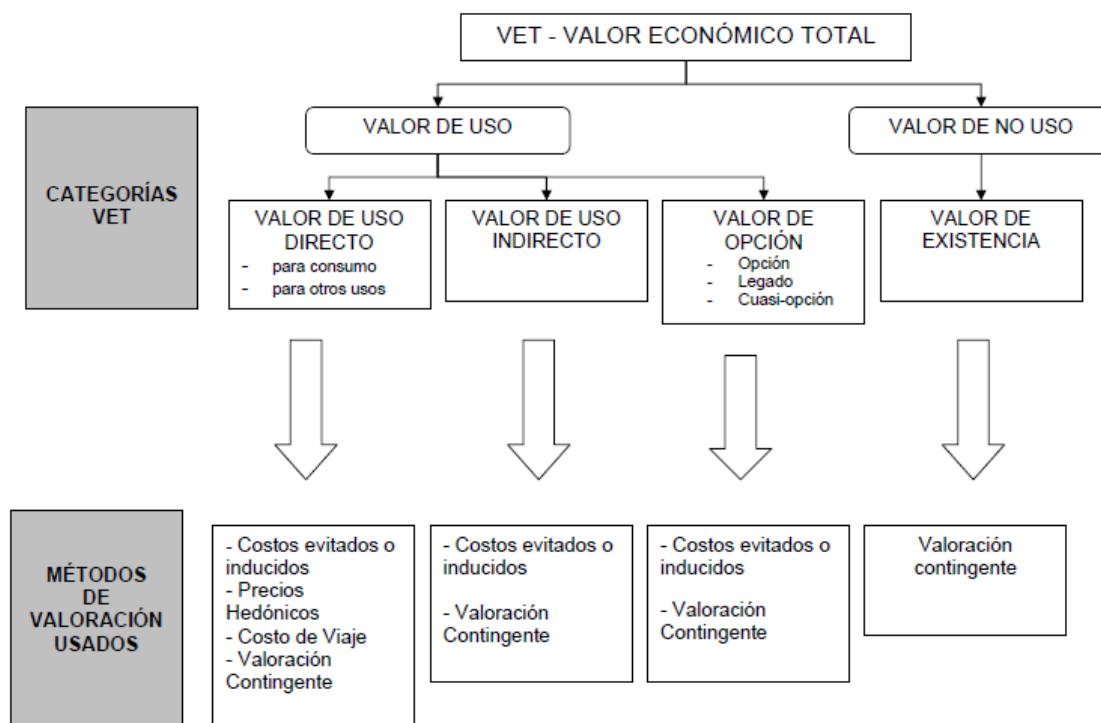 VET - VALOR ECONÓMICO TOTAL
VALOR DE USO
VALOR DE NO USO
CATEGORÍAS
VET
VALOR DE USO
DIRECTO
- para consumo
- para otros usos
VALOR DE USO
INDIRECTO
VALOR DE
OPCIÓN
- Opción
- Legado
- Cuasi-opción
VALOR DE
EXISTENCIA
MÉTODOS
DE
VALORACIÓN
USADOS
- Costos evitados o
inducidos
- Precios
Hedónicos
- Costo de Viaje
- Valoración
Contingente
- Costos evitados o
inducidos
- Valoración
Contingente
- Costos evitados o
inducidos
- Valoración
Contingente
Valoración
contingente